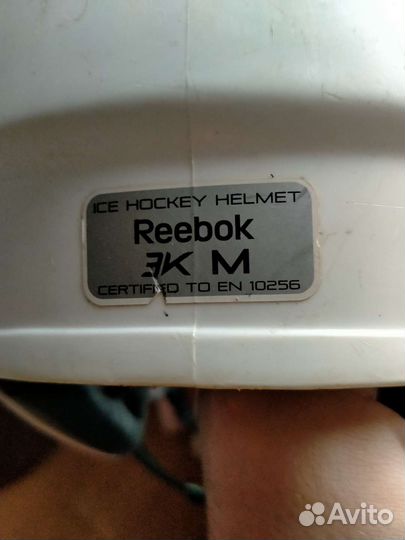 ICE HOCKEY HELMET
Reebok
3K M
CERTIFIED TO EN 10256
Avito